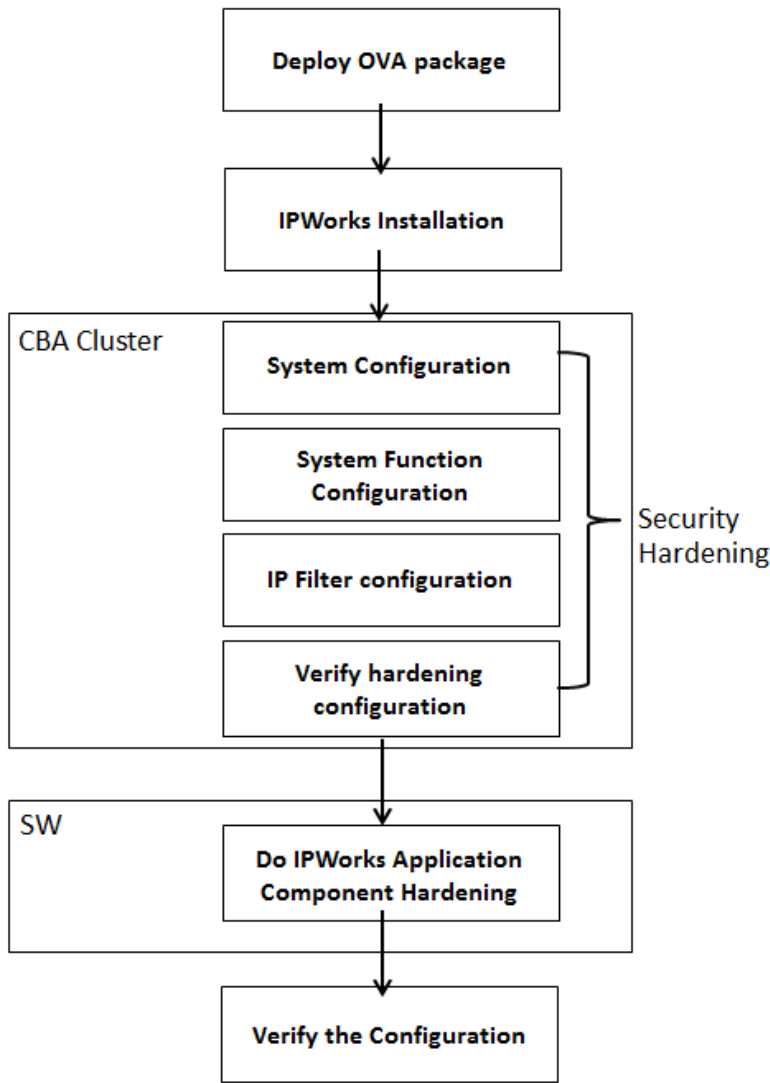 Deploy OVA package
IPWorks Installation
CBA Cluster
System Configuration
System Function
Configuration
IP Filter configuration
Verify hardening
configuration
Security
Hardening
SW
Do IPWorks Application
Component Hardening
Verify the Configuration